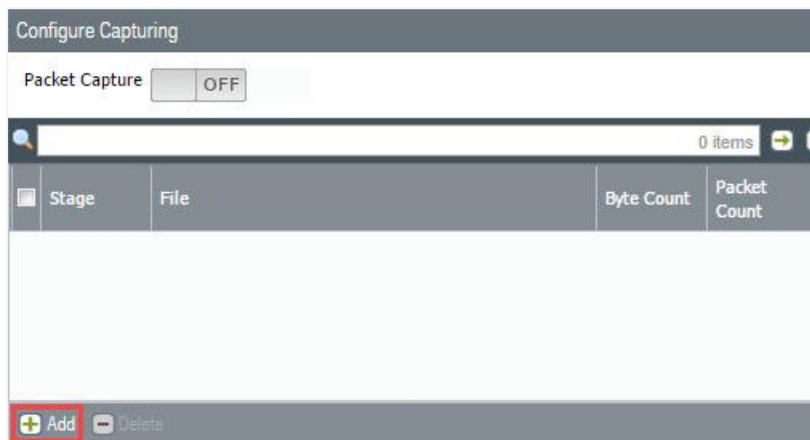 Configure Capturing
Packet Capture OFF
0 items
Stage File Byte Count Packet Count
Add Delete